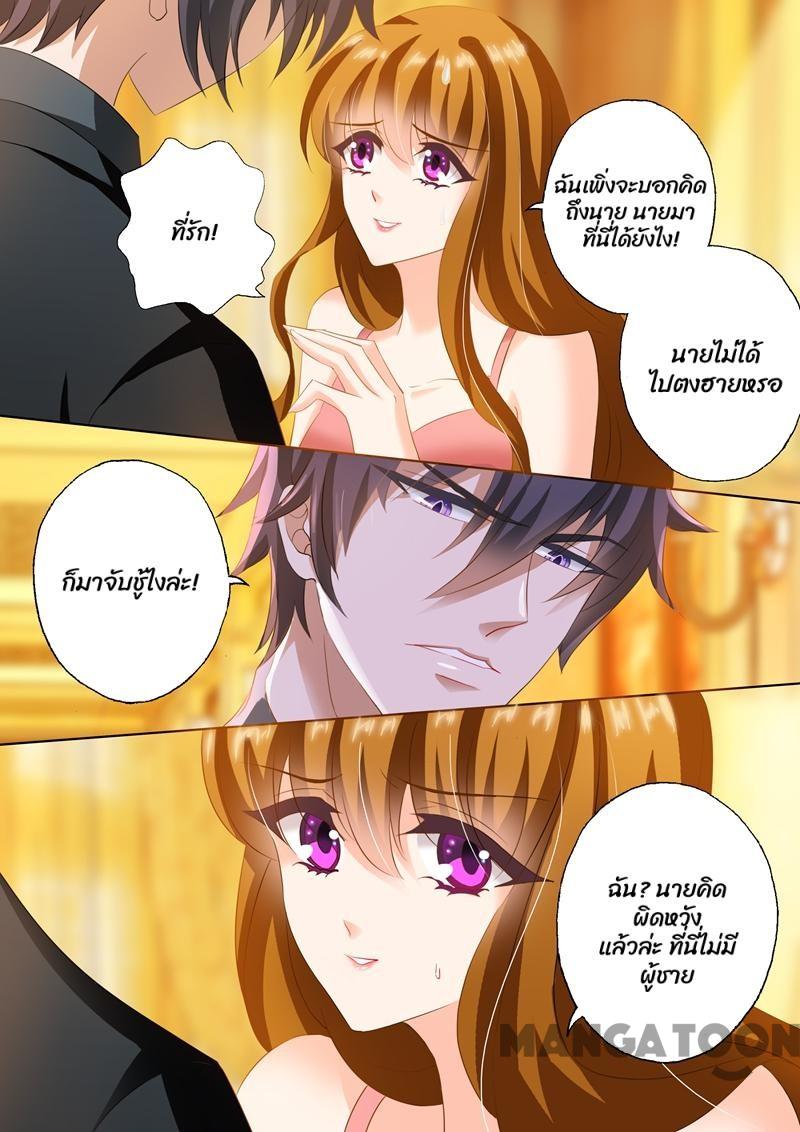 ที่รัก!
ฉันเพิ่งจะบอกคิด
ถึงนาย นายมา
ที่นี่ได้ยังไง!
นายไม่ได้
ไปตงฮายหรอ
ก็มาจับชู้ไงล่ะ!
ฉัน? นายคิด
ผิดหวัง
แล้วล่ะ ที่นี่ไม่มี
ผู้ชาย
MANGATOON